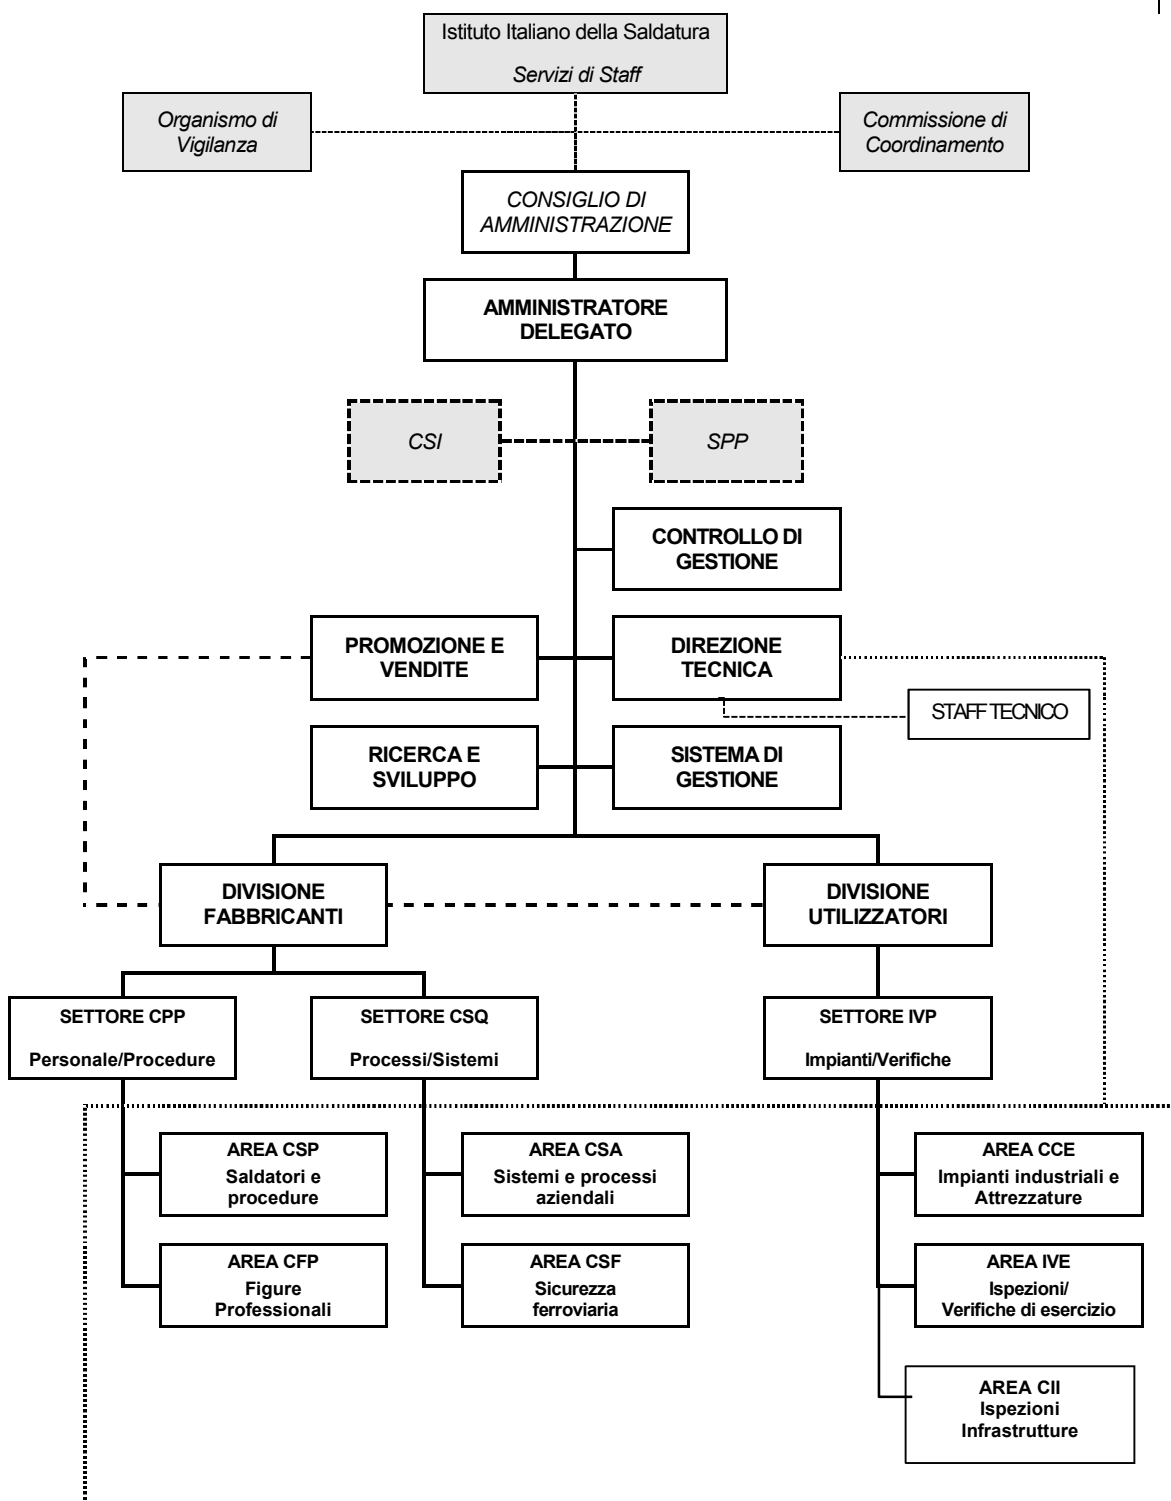 Istituto Italiano della Saldatura
Servizi di Staff
Organismo di
Vigilanza
Commissione di
Coordinamento
CONSIGLIO DI
AMMINISTRAZIONE
AMMINISTRATORE
DELEGATO
CSI
SPP
CONTROLLO DI
GESTIONE
PROMOZIONE E
VENDITE
DIREZIONE
TECNICA
STAFF TECNICO
RICERCA E
SVILUPPO
SISTEMA DI
GESTIONE
DIVISIONE
FABBRICANTI
DIVISIONE
UTILIZZATORI
SETTORE CPP
Personale/Procedure
SETTORE CSQ
Processi/Sistemi
SETTORE IVP
Impianti/Verifiche
AREA CSP
Saldatori e
procedure
AREA CSA
Sistemi e processi
aziendali
AREA CCE
Impianti industriali e
Attrezzature
AREA CFP
Figure
Professionali
AREA CSF
Sicurezza
ferroviaria
AREA IVE
Ispezioni/
Verifiche di esercizio
AREA CII
Ispezioni
Infrastrutture